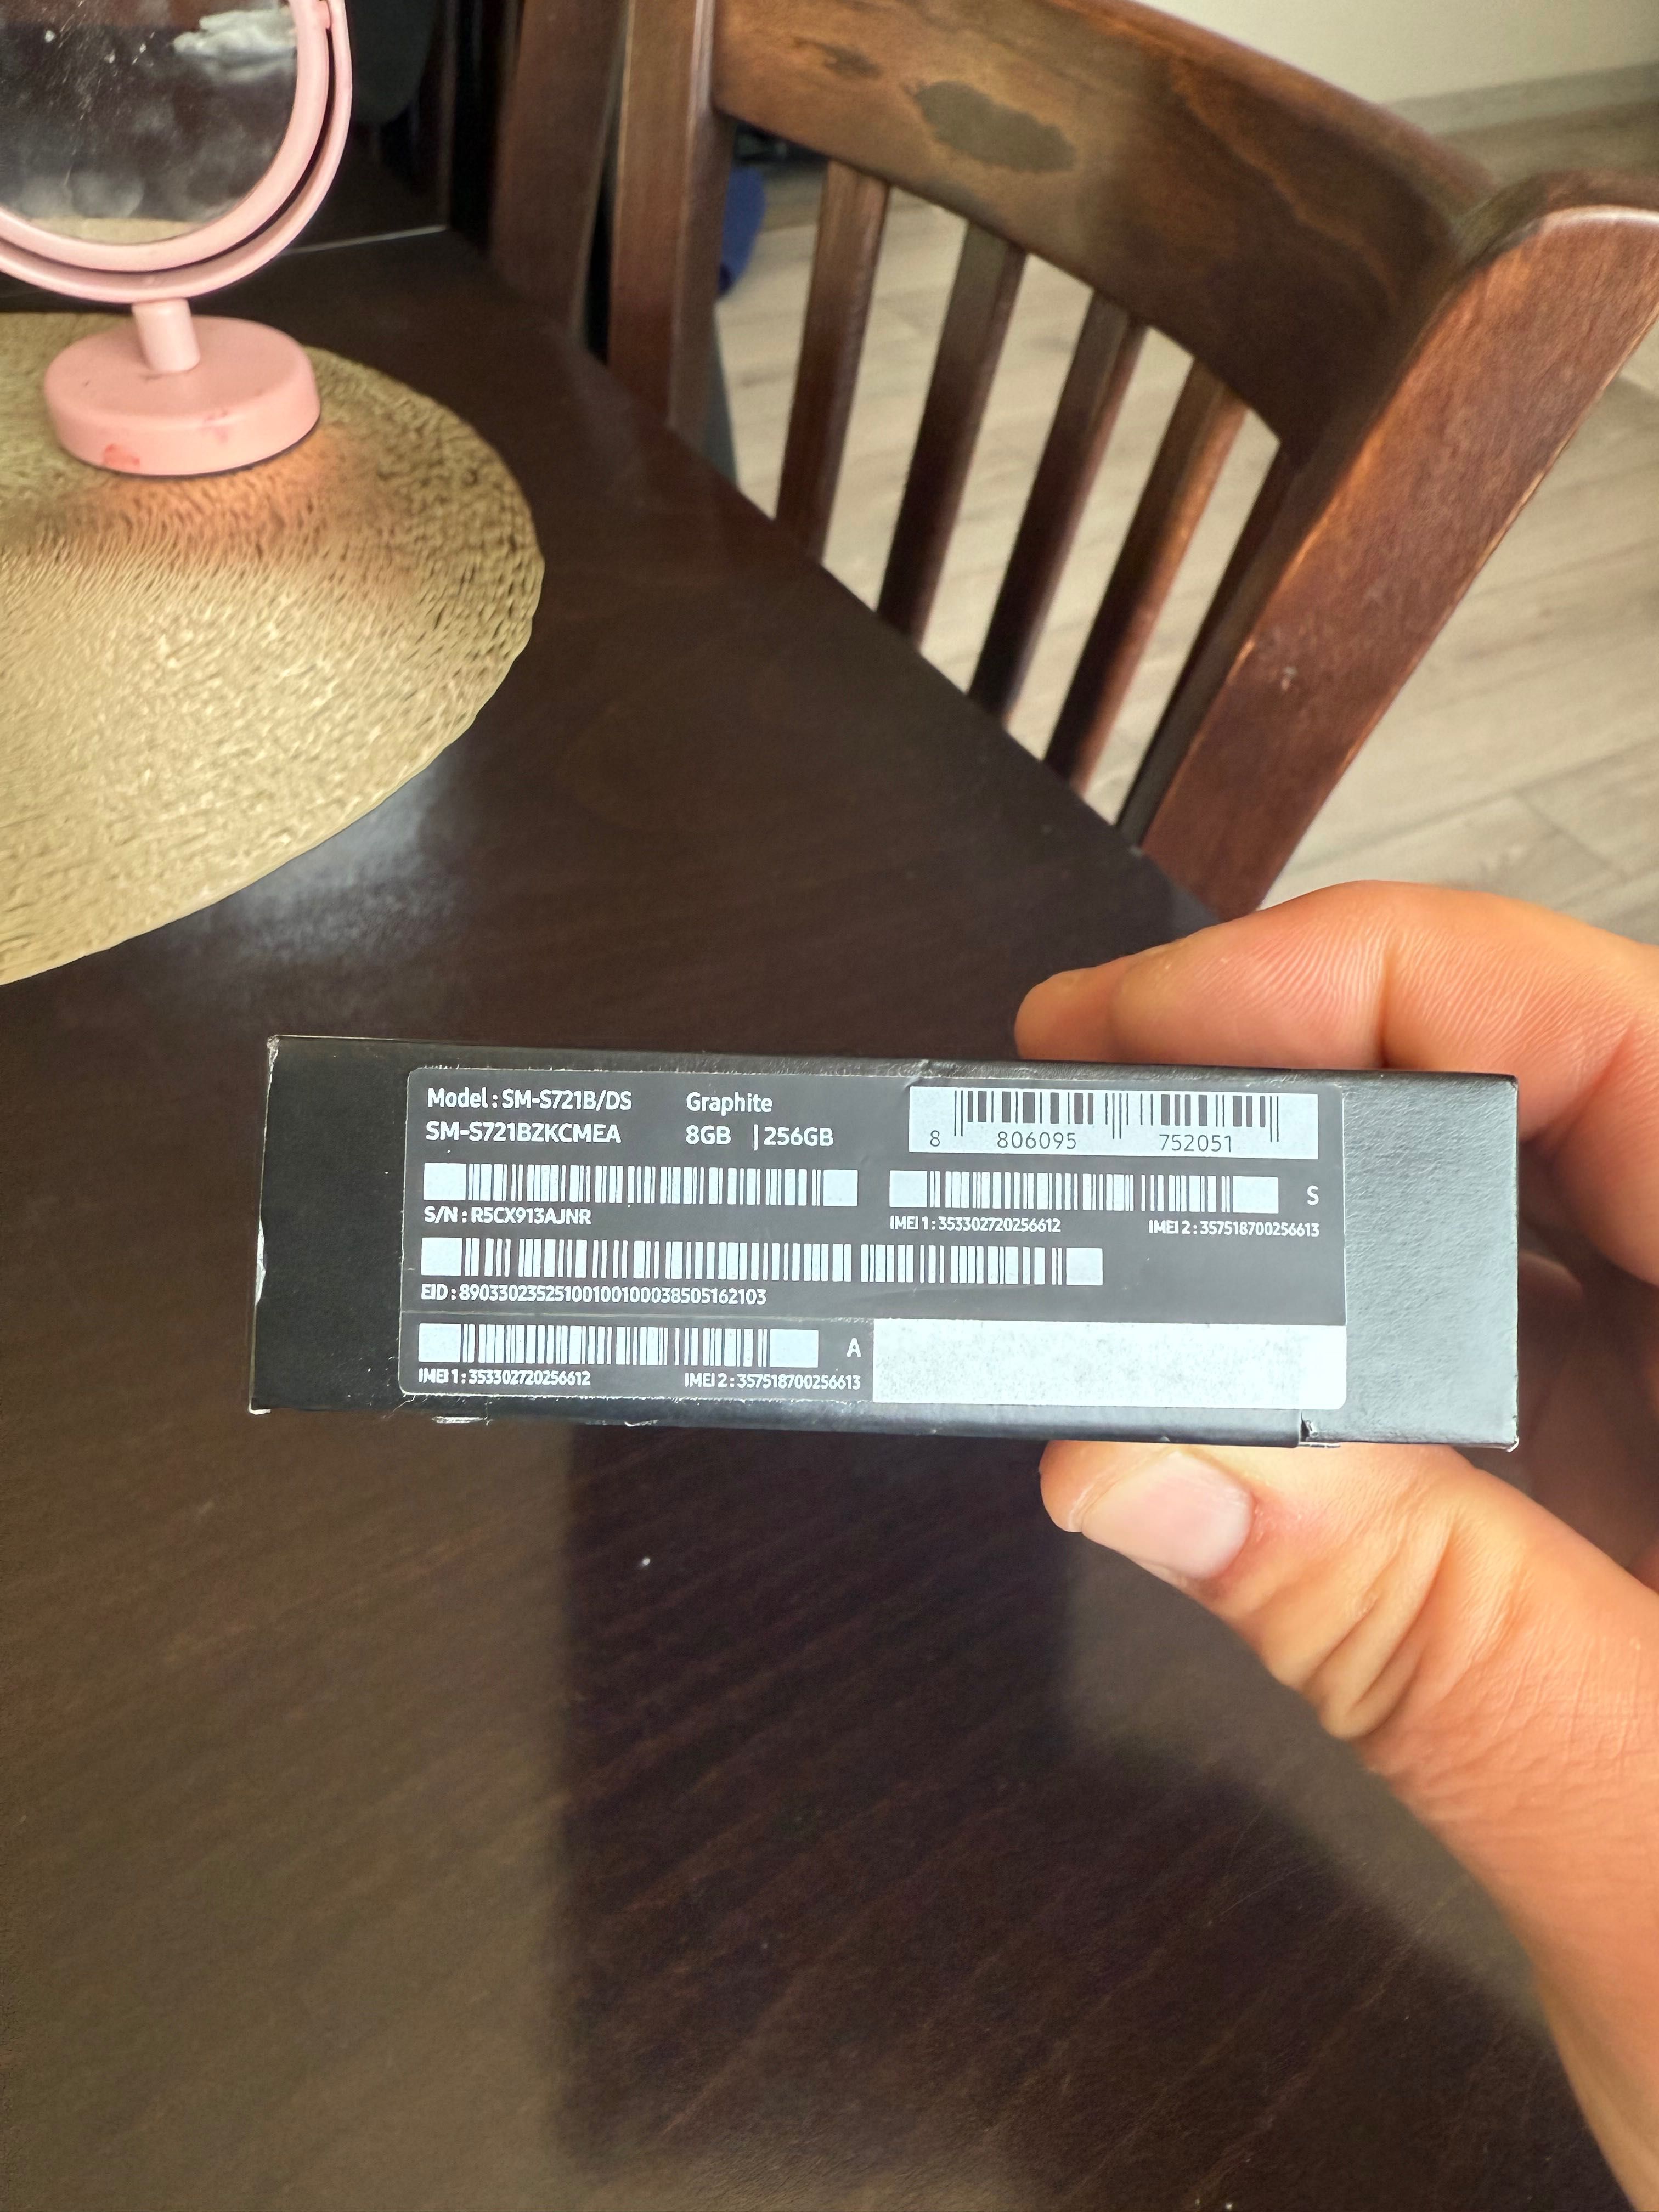 Model : SM-S721B/DS Graphite
SM-S721BZKCMEA 8GB | 256GB
8 806095 752051
S/N : R5CX913AJNR
S
IMEI 1 : 353302720256612 IMEI 2 : 357518700256613
EID : 89033023525100100100038505162103
A
IMEI 1 : 353302720256612 IMEI 2 : 357518700256613